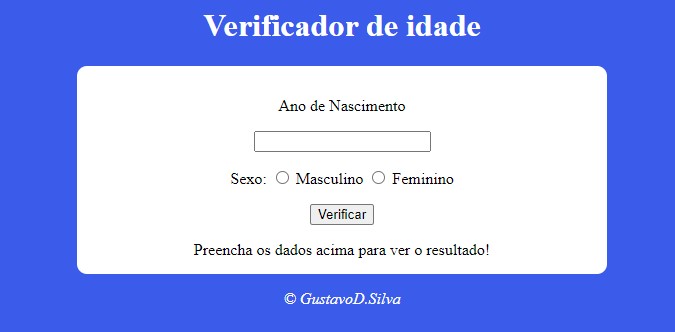 Verificador de idade
Ano de Nascimento
Sexo: Masculino Feminino
Verificar
Preencha os dados acima para ver o resultado!
© GustavoD.Silva